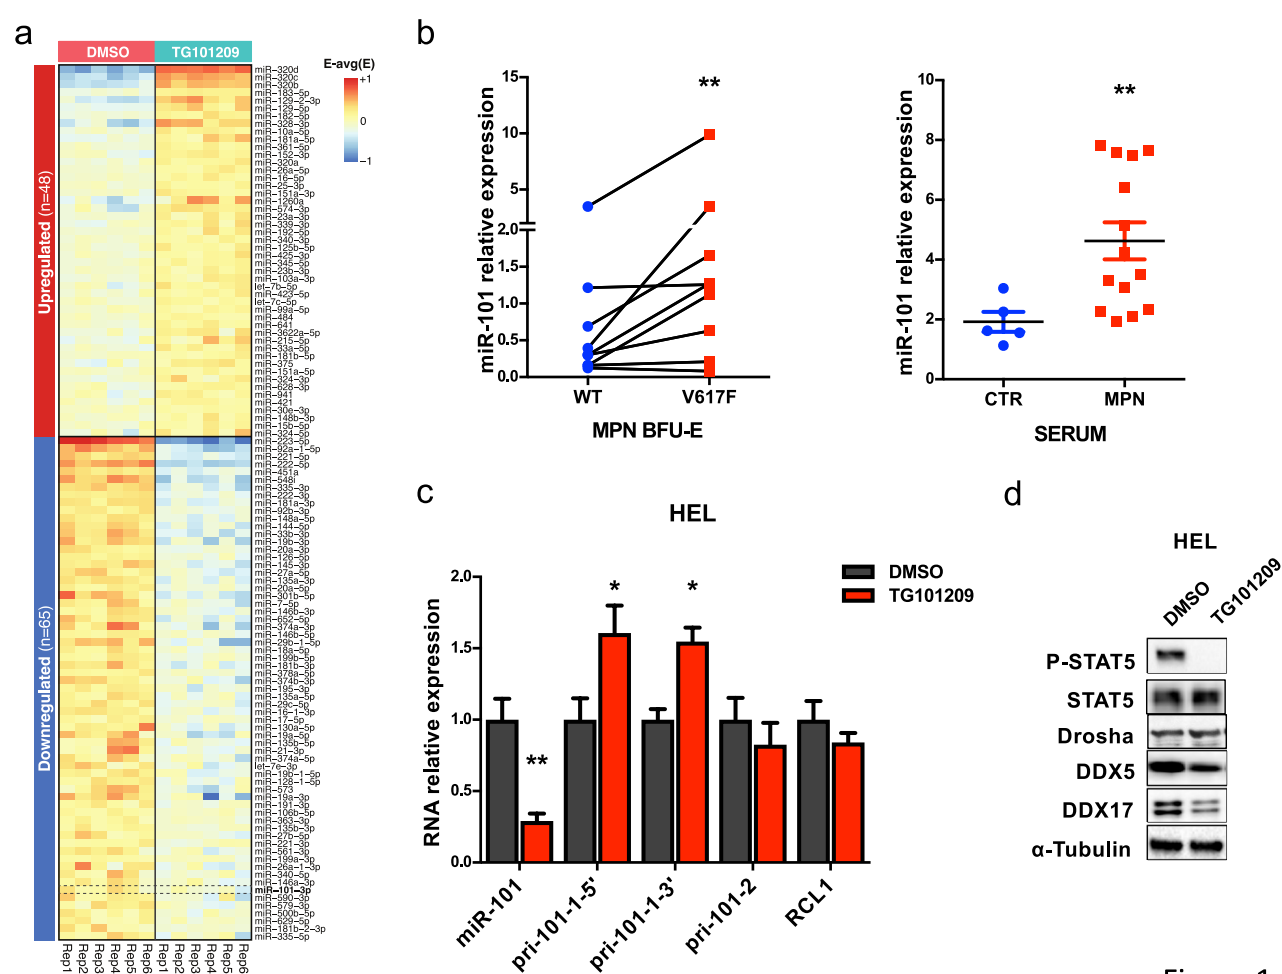 a
DMSO
TG101209
E-avg(E)
+1
0
−1
Upregulated (n=48)
Downregulated (n=65)
miR−320d
miR−320c
miR−320b
miR−183−5p
miR−129−2−3p
miR−129−5p
miR−182−5p
miR−328−3p
miR−10a−5p
miR−181a−5p
miR−361−5p
miR−152−3p
miR−320a
miR−26a−5p
miR−16−5p
miR−25−3p
miR−151a−3p
miR−1260a
miR−574−3p
miR−23a−3p
miR−339−3p
miR−192−5p
miR−340−3p
miR−125b−5p
miR−425−3p
miR−345−5p
miR−23b−3p
miR−103a−3p
let−7b−5p
miR−423−5p
let−7c−5p
miR−99a−5p
miR−484
miR−641
miR−3622a−5p
miR−215−5p
miR−33a−5p
miR−181b−5p
miR−375
miR−151a−5p
miR−324−3p
miR−628−3p
miR−941
miR−421
miR−30e−3p
miR−148b−3p
miR−15b−5p
miR−324−5p
miR−223−5p
miR−92a−1−5p
miR−221−5p
miR−222−5p
miR−451a
miR−548i
miR−335−3p
miR−222−3p
miR−181a−3p
miR−92b−3p
miR−148a−5p
miR−144−5p
miR−33b−3p
miR−19b−3p
miR−20a−3p
miR−126−5p
miR−145−3p
miR−27a−5p
miR−135a−3p
miR−20a−5p
miR−301b−5p
miR−7−5p
miR−146b−3p
miR−652−5p
miR−374a−3p
miR−146b−5p
miR−29b−1−5p
miR−18a−5p
miR−199b−5p
miR−181b−3p
miR−378a−5p
miR−374b−3p
miR−195−3p
miR−135a−5p
miR−29c−5p
miR−16−1−3p
miR−17−5p
miR−130a−5p
miR−19a−5p
miR−135b−5p
miR−21−3p
miR−374a−5p
let−7e−3p
miR−19b−1−5p
miR−128−1−5p
miR−573
miR−19a−3p
miR−191−3p
miR−106b−5p
miR−363−3p
miR−135b−3p
miR−27b−5p
miR−221−3p
miR−561−3p
miR−199a−3p
miR−26a−1−3p
miR−340−5p
miR−146a−3p
miR−101−3p
miR−590−3p
miR−579−3p
miR−500b−5p
miR−629−5p
miR−181b−2−3p
miR−335−5p
Rep1
Rep2
Rep3
Rep4
Rep5
Rep6
Rep1
Rep2
Rep3
Rep4
Rep5
Rep6
b
miR-101 relative expression
15
10
5
2.0
1.5
1.0
0.5
0.0
**
WT
V617F
MPN BFU-E
miR-101 relative expression
10
8
6
4
2
0
**
CTR
MPN
SERUM
c
HEL
DMSO
TG101209
RNA relative expression
2.0
1.5
1.0
0.5
0.0
**
*
*
miR-101
pri-101-1-5'
pri-101-1-3'
pri-101-2
RCL1
d
HEL
DMSO
TG101209
P-STAT5
STAT5
Drosha
DDX5
DDX17
α-Tubulin